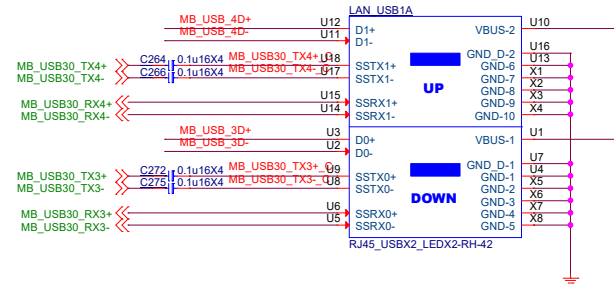 LAN_USB1A
MB_USB_4D+ U12 D1+ VBUS-2 U10
MB_USB_4D- U11 D1-
GND_D-2 U16
MB_USB30_TX4+ C264 0.1u16X4 MB_USB30_TX4+_C U18 SSTX1+ GND-6 U13
MB_USB30_TX4- C266 0.1u16X4 MB_USB30_TX4-_C U17 SSTX1- GND-7 X1
UP GND-8 X2
MB_USB30_RX4+ U15 SSRX1+ GND-9 X3
MB_USB30_RX4- U14 SSRX1- GND-10 X4
MB_USB_3D+ U3 D0+ VBUS-1 U1
MB_USB_3D- U2 D0-
GND_D-1 U7
MB_USB30_TX3+ C272 0.1u16X4 MB_USB30_TX3+_C U9 SSTX0+ GND-1 U4
MB_USB30_TX3- C275 0.1u16X4 MB_USB30_TX3-_C U8 SSTX0- GND-2 X5
DOWN GND-3 X6
MB_USB30_RX3+ U6 SSRX0+ GND-4 X7
MB_USB30_RX3- U5 SSRX0- GND-5 X8
RJ45_USBX2_LEDX2-RH-42